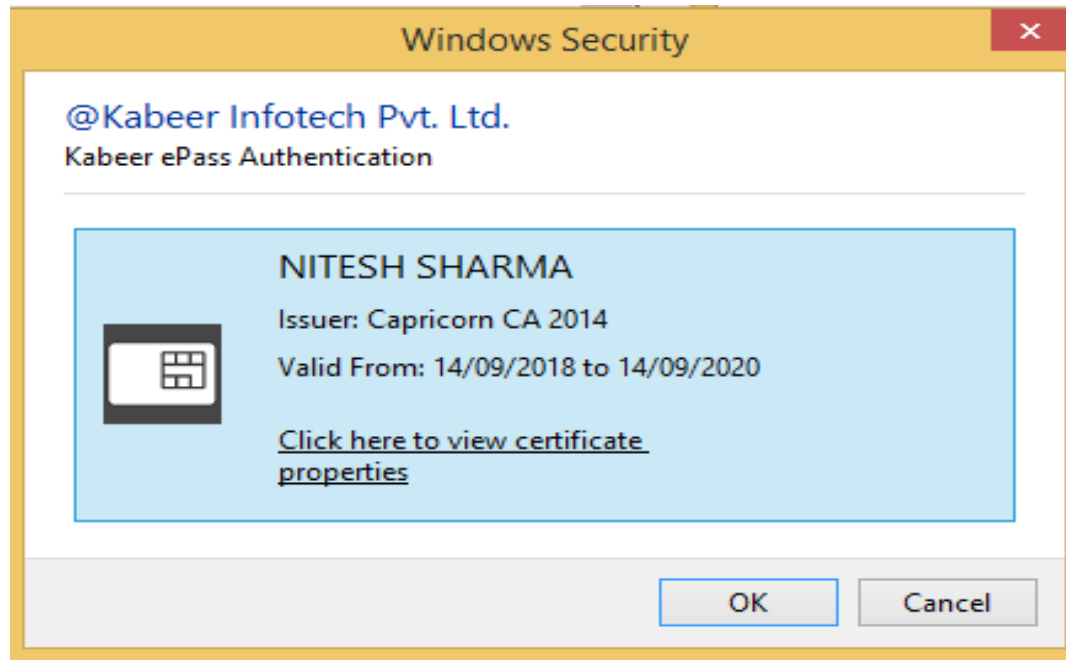 Windows Security
@Kabeer Infotech Pvt. Ltd.
Kabeer ePass Authentication
NITESH SHARMA
Issuer: Capricorn CA 2014
Valid From: 14/09/2018 to 14/09/2020
Click here to view certificate
properties
OK Cancel